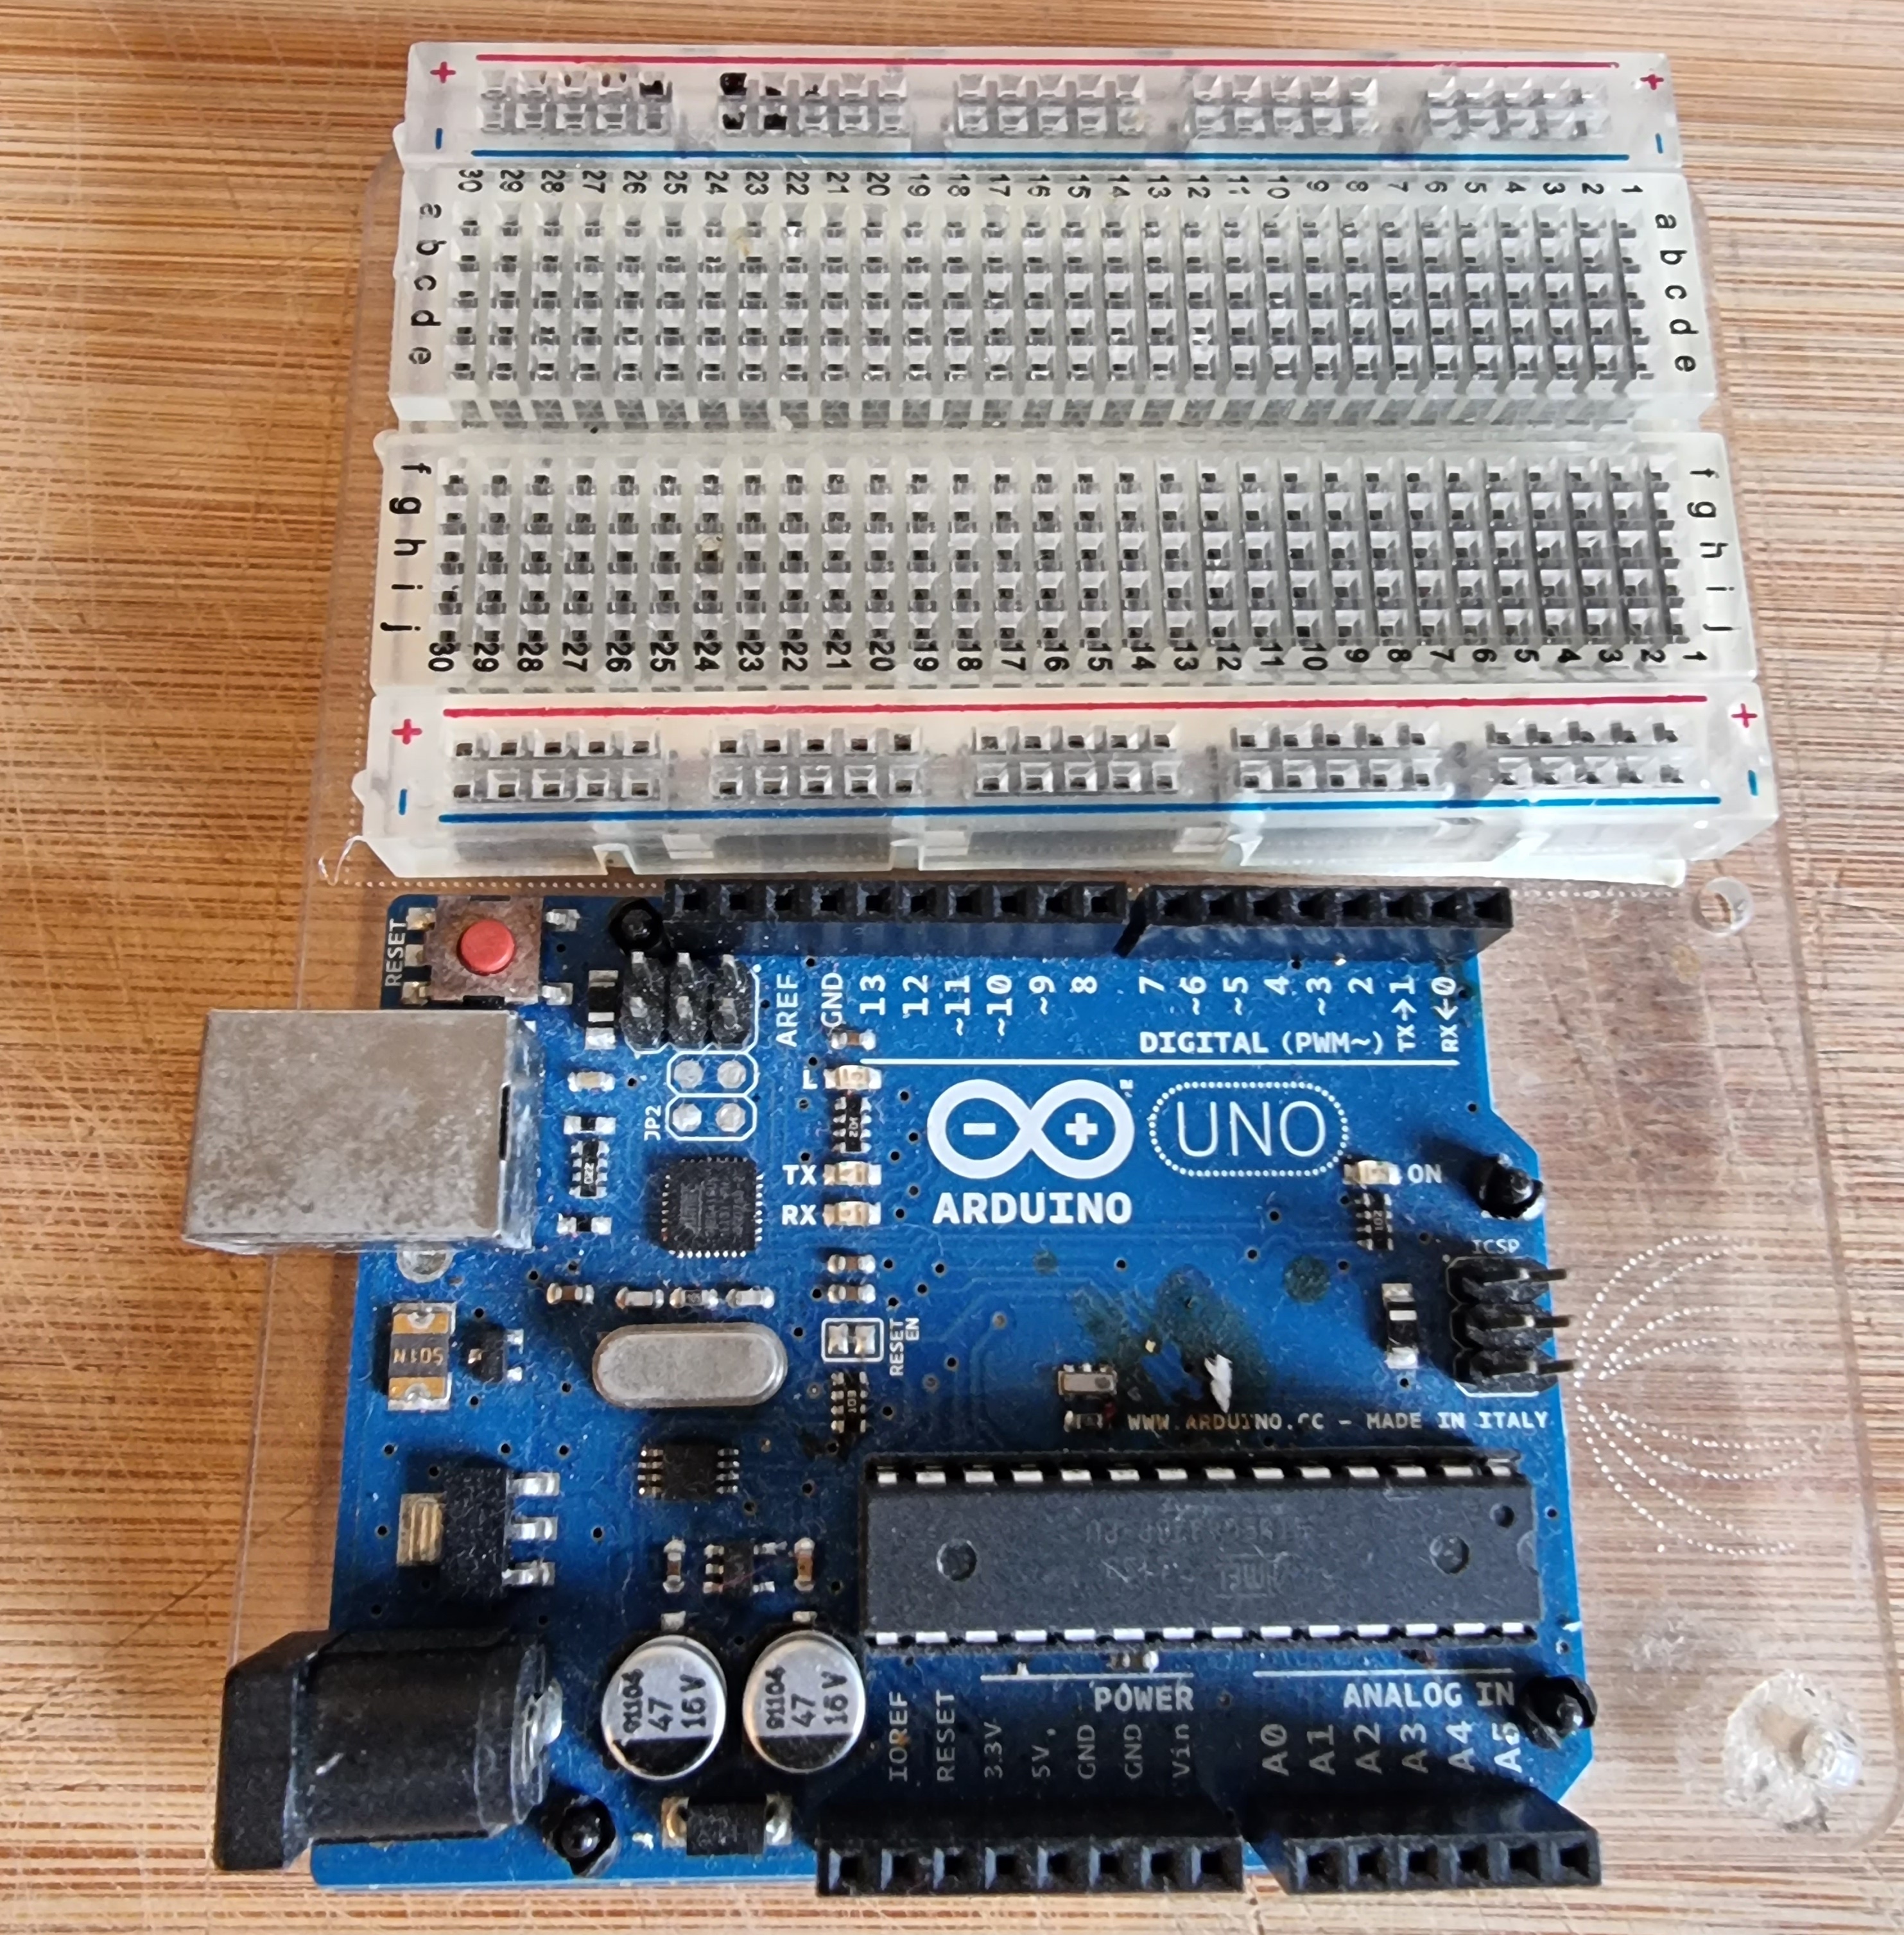 + +
- -
30 29 28 27 26 25 24 23 22 21 20 19 18 17 16 15 14 13 12 11 10 9 8 7 6 5 4 3 2 1
a a
b b
c c
d d
e e
f f
g g
h h
i i
j j
30 29 28 27 26 25 24 23 22 21 20 19 18 17 16 15 14 13 12 11 10 9 8 7 6 5 4 3 2 1
+ +
- -
RESET
AREF GND 13 12 ~11 ~10 ~9 8 7 ~6 ~5 4 ~3 2 TX→1 RX←0
DIGITAL (PWM~)
L
JP2
TX
RX
- +
™
UNO
ARDUINO
ON
ICSP
RESET EN
501N
WWW.ARDUINO.CC - MADE IN ITALY
47
16V
47
16V
POWER
ANALOG IN
IOREF RESET 3.3V 5V GND GND Vin A0 A1 A2 A3 A4 A5